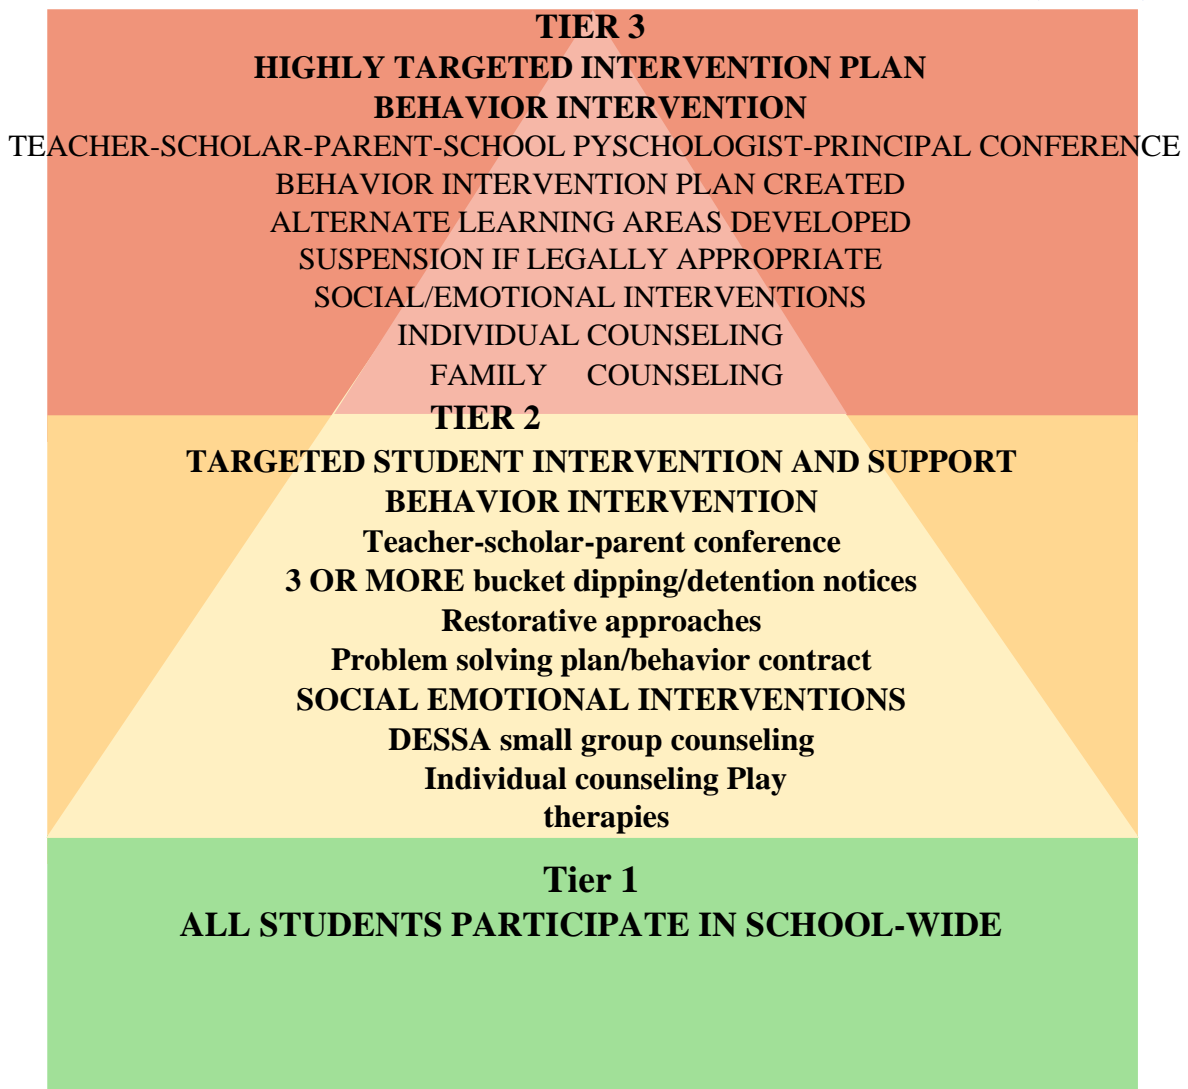 TIER 3
HIGHLY TARGETED INTERVENTION PLAN
BEHAVIOR INTERVENTION
TEACHER-SCHOLAR-PARENT-SCHOOL PYSCHOLOGIST-PRINCIPAL CONFERENCE
BEHAVIOR INTERVENTION PLAN CREATED
ALTERNATE LEARNING AREAS DEVELOPED
SUSPENSION IF LEGALLY APPROPRIATE
SOCIAL/EMOTIONAL INTERVENTIONS
INDIVIDUAL COUNSELING
FAMILY COUNSELING
TIER 2
TARGETED STUDENT INTERVENTION AND SUPPORT
BEHAVIOR INTERVENTION
Teacher-scholar-parent conference
3 OR MORE bucket dipping/detention notices
Restorative approaches
Problem solving plan/behavior contract
SOCIAL EMOTIONAL INTERVENTIONS
DESSA small group counseling
Individual counseling Play
therapies
Tier 1
ALL STUDENTS PARTICIPATE IN SCHOOL-WIDE